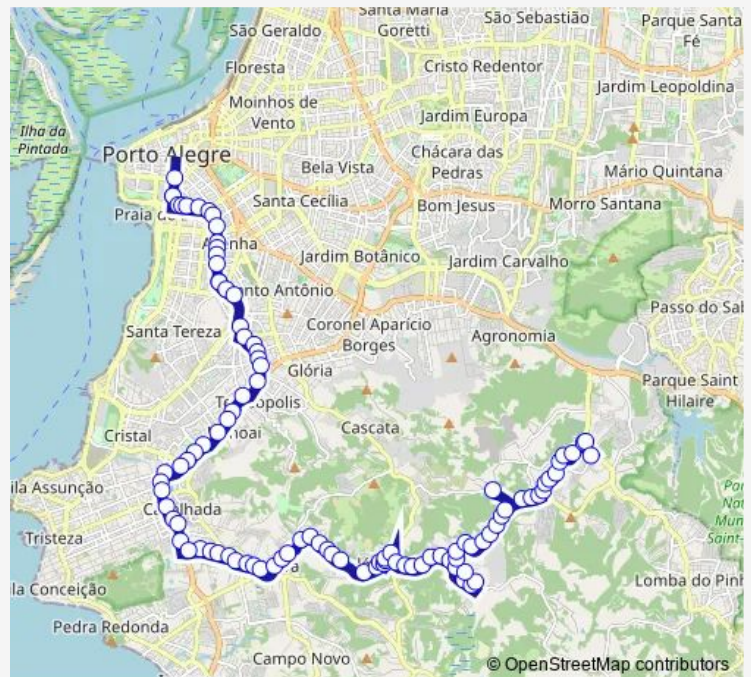 Santa Maria
Goretti
São Sebastião
Parque Santa
Fé
São Geraldo
Floresta
Cristo Redentor
Jardim Leopoldina
Moinhos de
Vento
Jardim Europa
Ilha da
Pintada
Porto Alegre
Chácara das
Pedras
Bela Vista
Mário Quintana
Santa Cecília
Bom Jesus
Morro Santana
Praia d
Jardim Botânico
Jardim Carvalho
nto Antônio
Passo do Sa
Santa Tereza
Coronel Aparício
Borges
Agronomia
Glória
Parque Saint
Hilaire
Cristal
Cascata
ila Assunção
Tristeza
Lomba do Pinh
la Conceição
Pedra Redonda
Campo Novo
© OpenStreetMap contributors